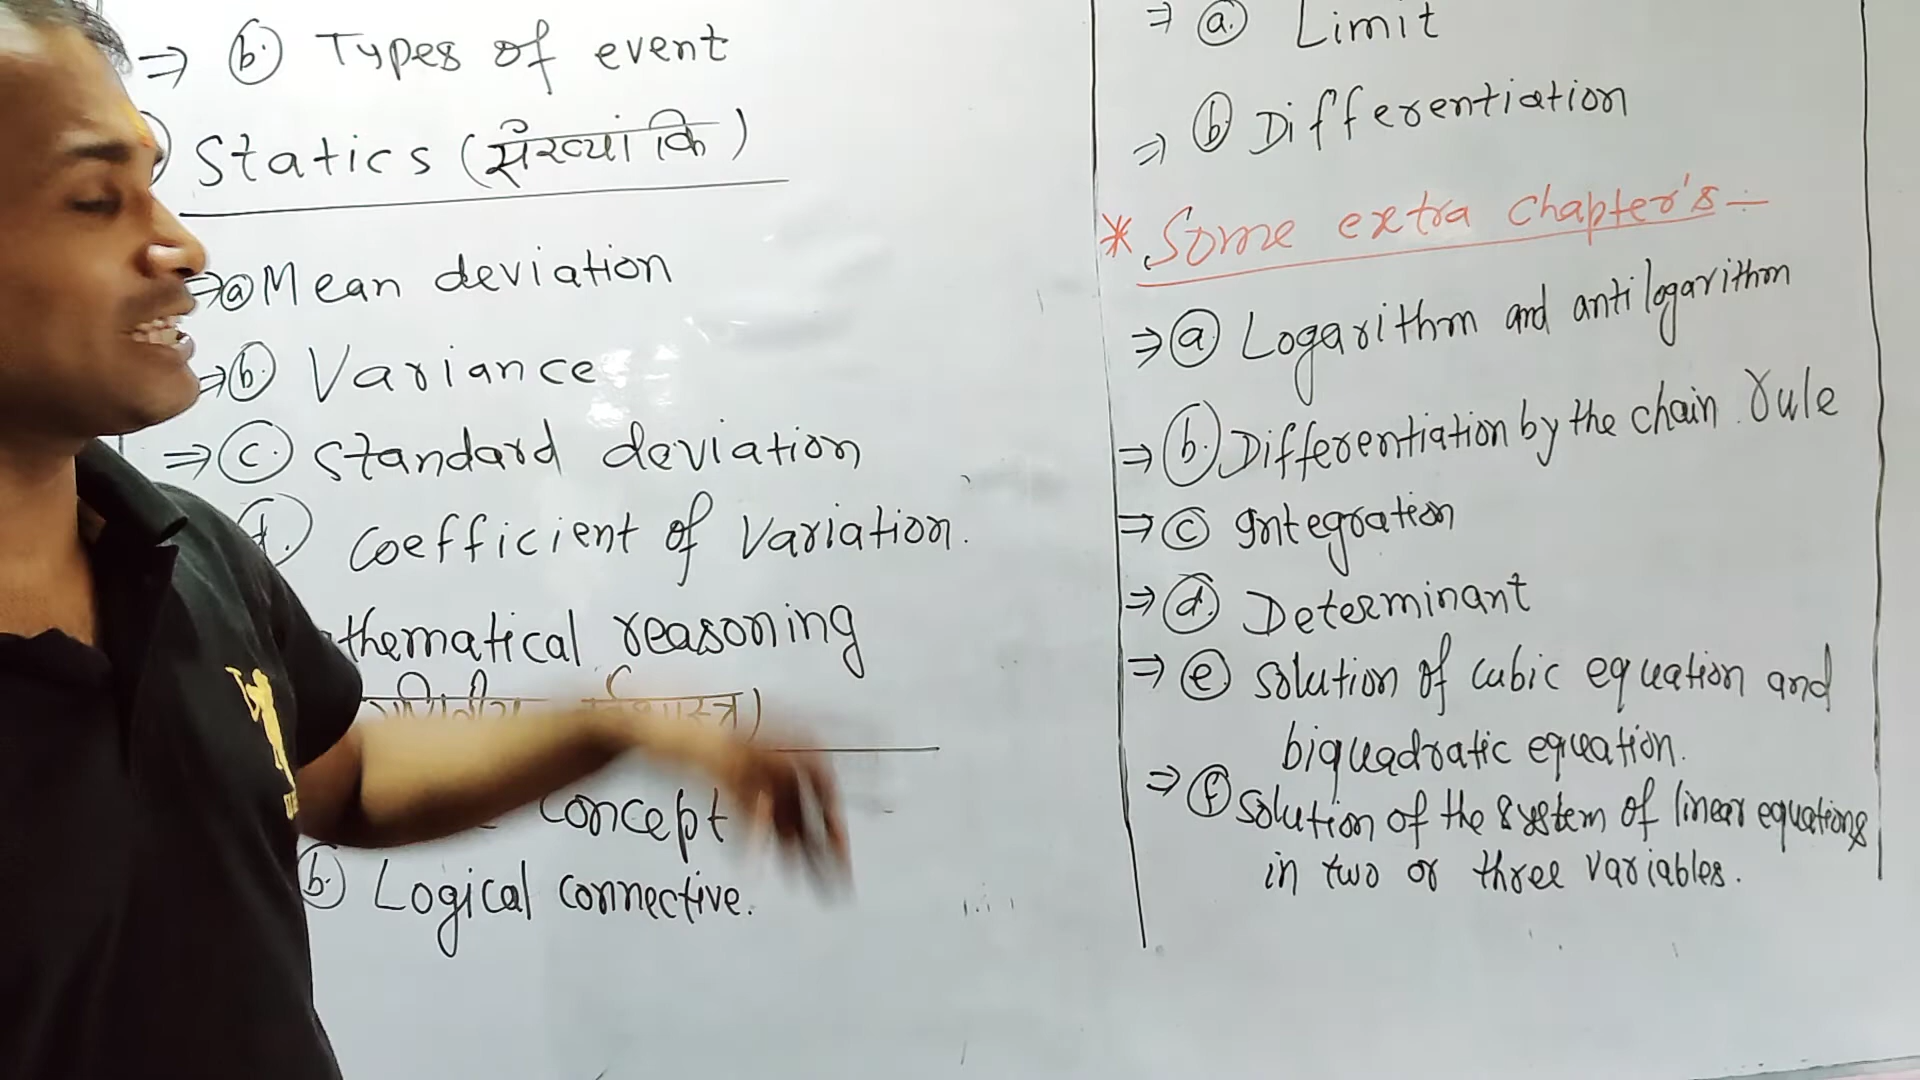 ⇒ (b.) Types of event
Statics (संख्यांकि)
⇒ (a) Mean deviation
⇒ (b) Variance
⇒ (c.) Standard deviation
(d.) Coefficient of variation.
thematical reasoning
concept
(b.) Logical connective.
⇒ (a.) Limit
⇒ (b) Differentiation
* Some extra chapter's :-
⇒ (a) Logarithm and antilogarithm
⇒ (b.) Differentiation by the chain rule
⇒ (c) Integration
⇒ (d.) Determinant
⇒ (e) Solution of cubic equation and
biquadratic equation.
⇒ (f) Solution of the system of linear equations
in two or three variables.